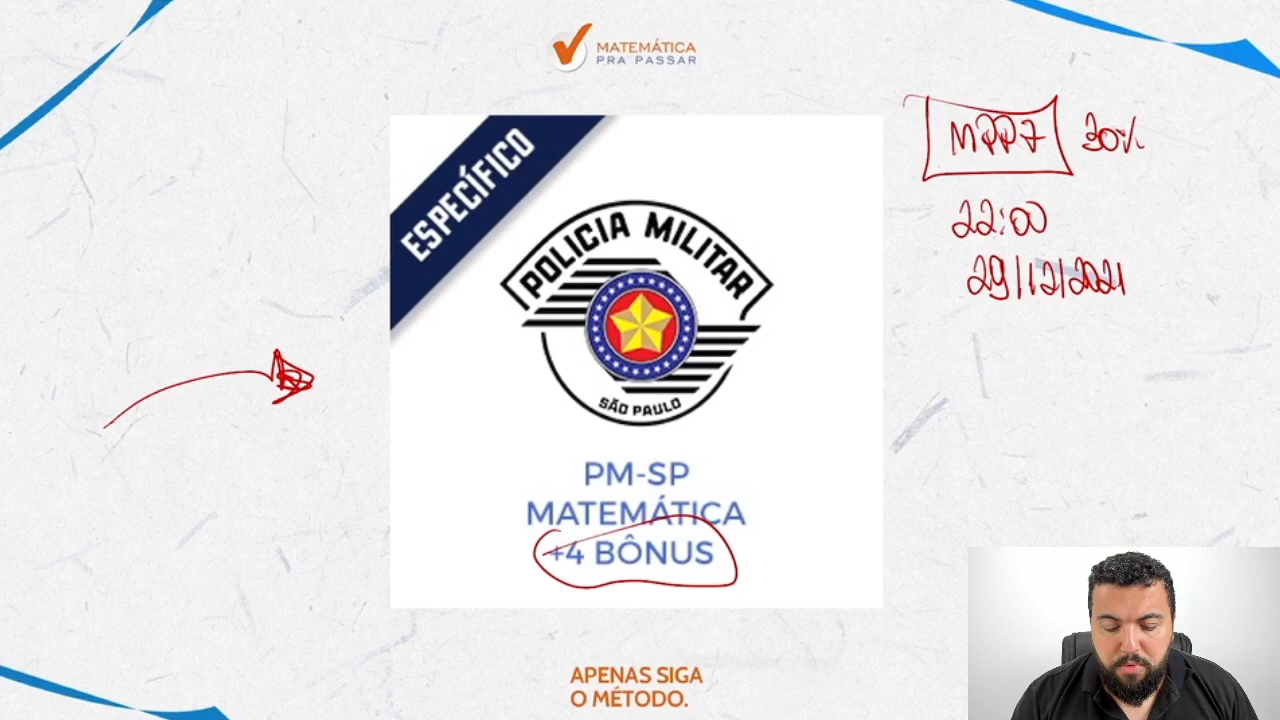 MATEMÁTICA
PRA PASSAR
ESPECÍFICO
POLICIA MILITAR
SÃO PAULO
PM-SP
MATEMÁTICA
+4 BÔNUS
MPP7 30%
22:00
29/12/2021
APENAS SIGA
O MÉTODO.